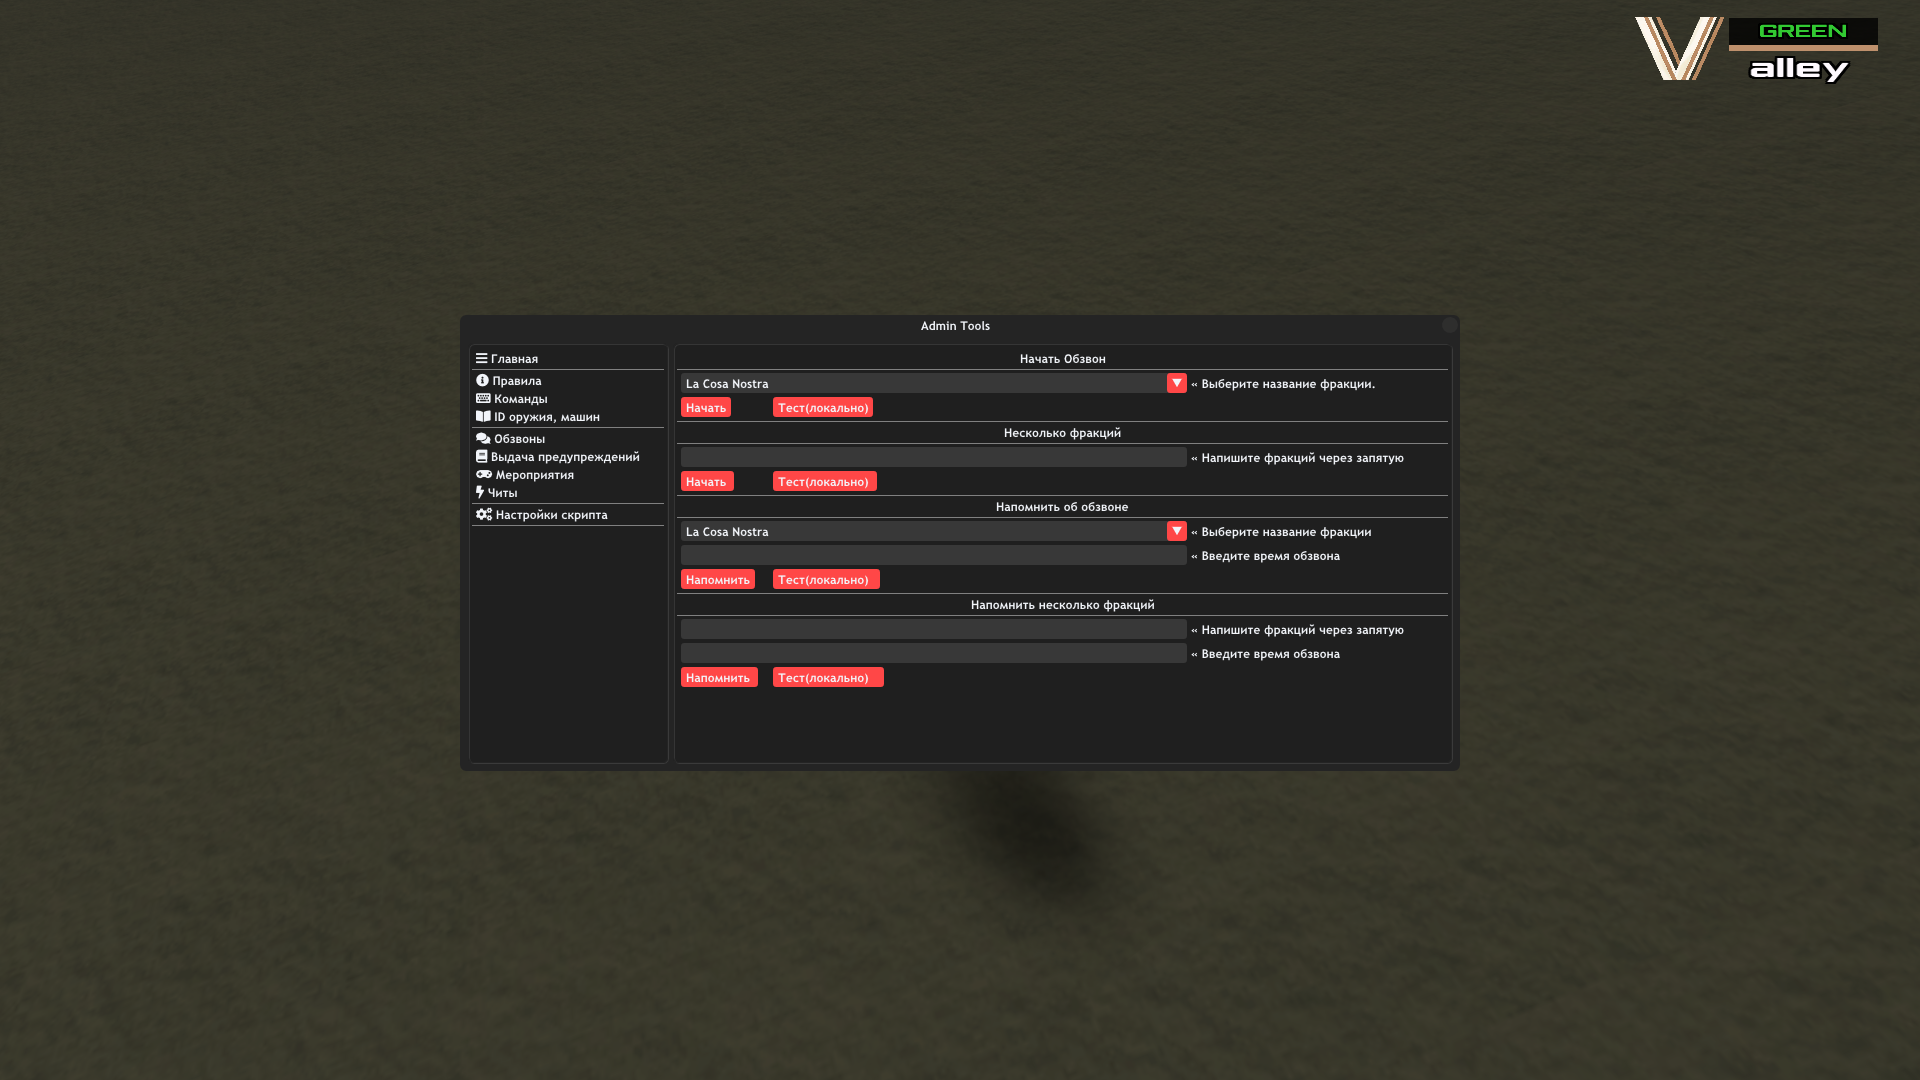 GREEN
alley
Admin Tools
Главная
Правила
Команды
ID оружия, машин
Обзвоны
Выдача предупреждений
Мероприятия
Читы
Настройки скрипта
Начать Обзвон
La Cosa Nostra « Выберите название фракции.
Начать Тест(локально)
Несколько фракций
« Напишите фракций через запятую
Начать Тест(локально)
Напомнить об обзвоне
La Cosa Nostra « Выберите название фракции
« Введите время обзвона
Напомнить Тест(локально)
Напомнить несколько фракций
« Напишите фракций через запятую
« Введите время обзвона
Напомнить Тест(локально)